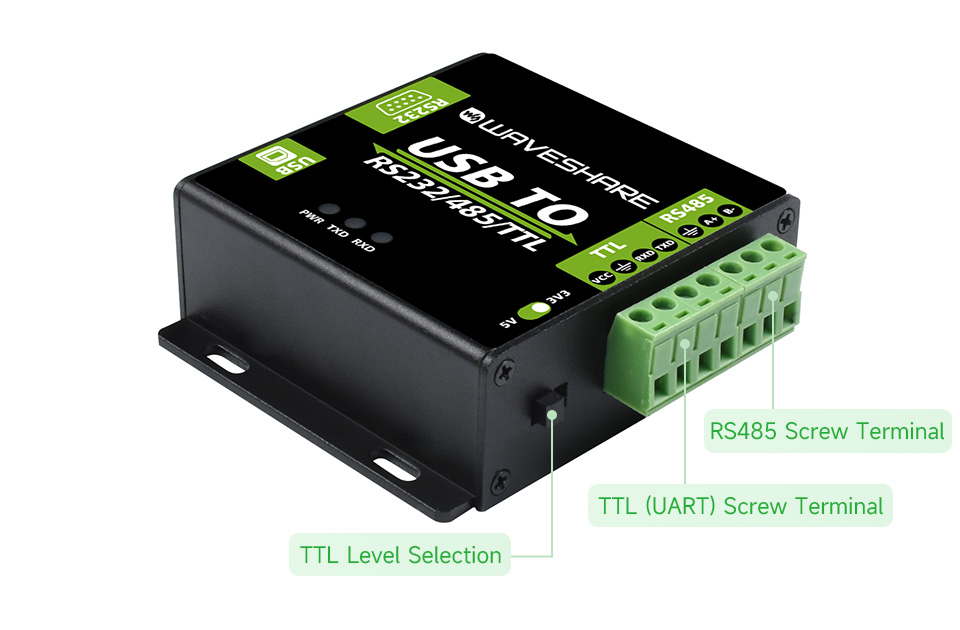 RS232
USB
WAVESHARE
USB TO
RS232/485/TTL
PWR TXD RXD
RS485
A+ B-
TTL
VCC RXD TXD
5V 3V3
RS485 Screw Terminal
TTL (UART) Screw Terminal
TTL Level Selection